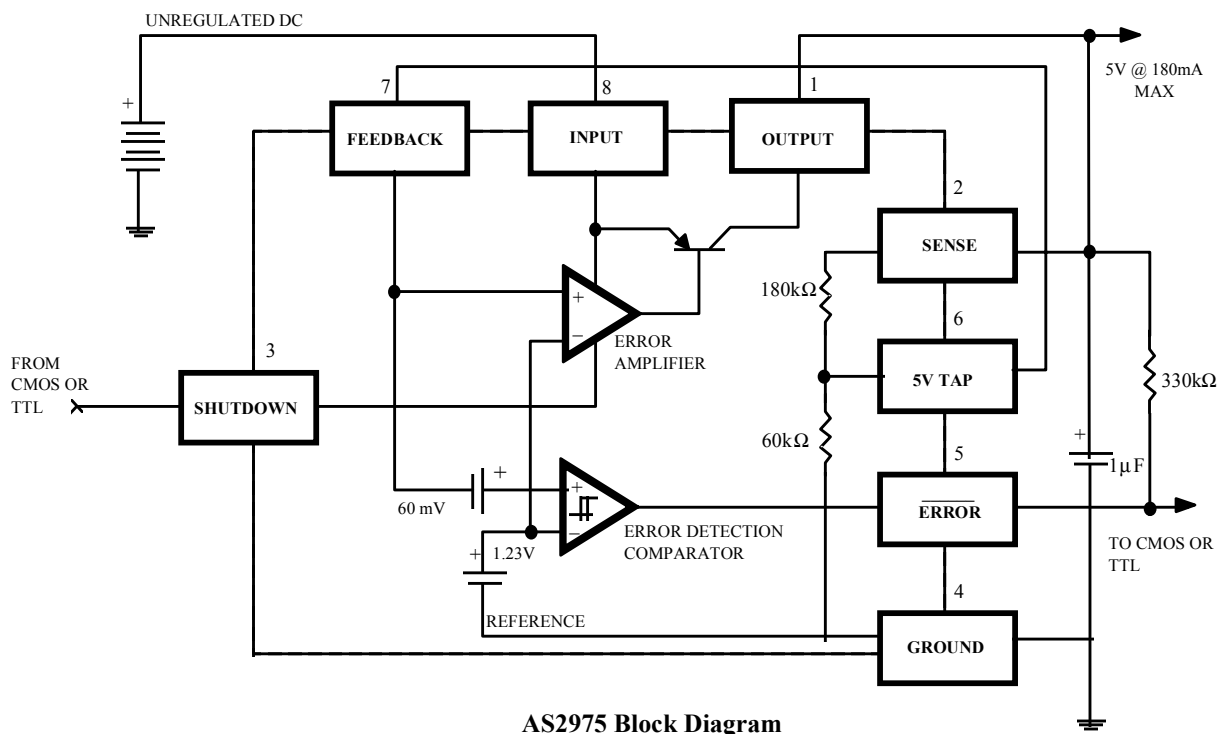 UNREGULATED DC
+
7
8
1
5V @ 180mA
MAX
FEEDBACK
INPUT
OUTPUT
2
SENSE
180kΩ
+
−
ERROR
AMPLIFIER
6
5V TAP
330kΩ
FROM
CMOS OR
TTL
3
SHUTDOWN
60kΩ
+
1µF
5
60 mV
+
+
−
ERROR DETECTION
COMPARATOR
ERROR
TO CMOS OR
TTL
+
1.23V
4
REFERENCE
GROUND
AS2975 Block Diagram